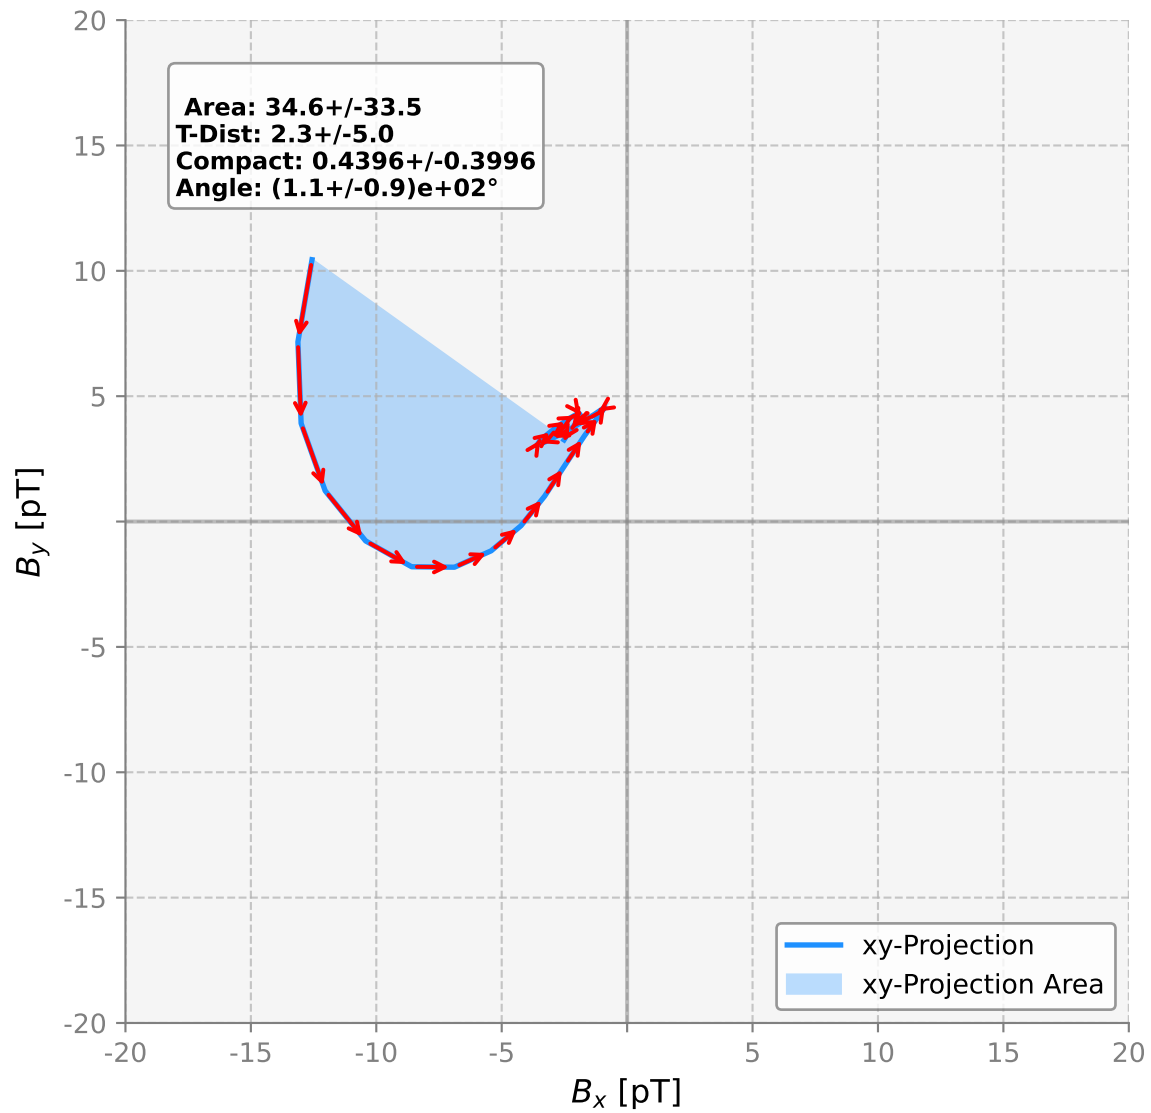 20
15
10
5
-5
-10
-15
-20
-20
-15
-10
-5
5
10
15
20
Area: 34.6+/-33.5
T-Dist: 2.3+/-5.0
Compact: 0.4396+/-0.3996
Angle: (1.1+/-0.9)e+02°
B_y [pT]
B_x [pT]
xy-Projection
xy-Projection Area